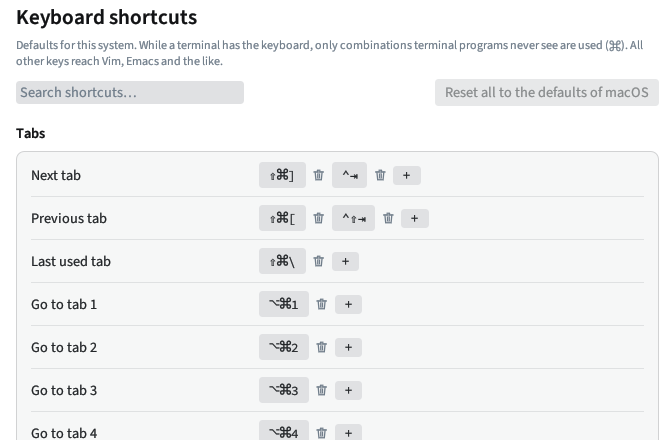 Keyboard shortcuts
Defaults for this system. While a terminal has the keyboard, only combinations terminal programs never see are used (⌘). All
other keys reach Vim, Emacs and the like.
Search shortcuts… Reset all to the defaults of macOS
Tabs
Next tab ⇧⌘] ^⇥ +
Previous tab ⇧⌘[ ^⇧⇥ +
Last used tab ⇧⌘\ +
Go to tab 1 ⌥⌘1 +
Go to tab 2 ⌥⌘2 +
Go to tab 3 ⌥⌘3 +
Go to tab 4 ⌥⌘4 +